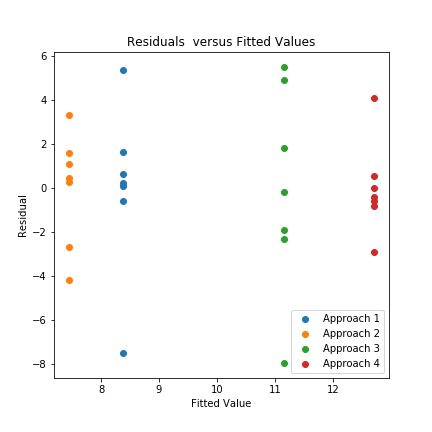 Residuals  versus Fitted Values
6
4
2
0
−2
−4
−6
−8
Residual
8
9
10
11
12
Fitted Value
Approach 1
Approach 2
Approach 3
Approach 4